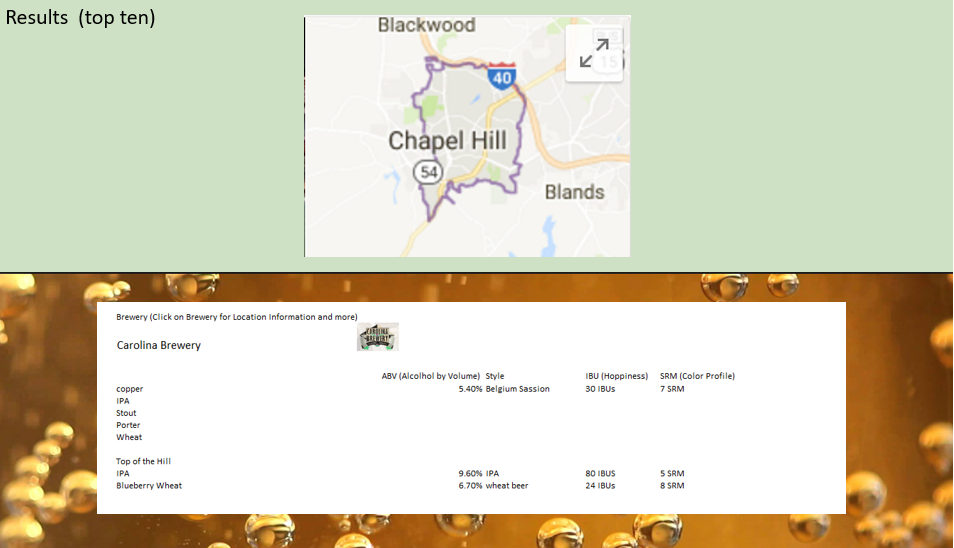 Results (top ten)
Blackwood
40
15
Chapel Hill
54
Blands
Brewery (Click on Brewery for Location Information and more)
Carolina Brewery
CAROLINA
BREWERY
ABV (Alcolhol by Volume) Style IBU (Hoppiness) SRM (Color Profile)
copper 5.40% Belgium Sassion 30 IBUs 7 SRM
IPA
Stout
Porter
Wheat
Top of the Hill
IPA 9.60% IPA 80 IBUS 5 SRM
Blueberry Wheat 6.70% wheat beer 24 IBUs 8 SRM